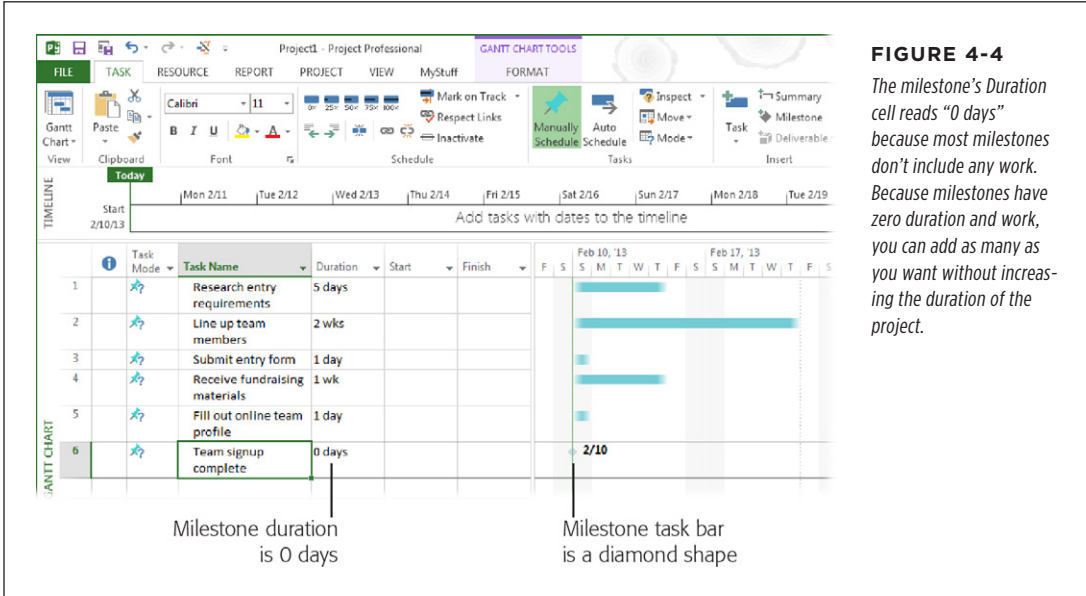 Project1 - Project Professional
GANTT CHART TOOLS
FILE TASK RESOURCE REPORT PROJECT VIEW MyStuff FORMAT
Gantt Chart
View
Paste
Clipboard
Calibri 11
B I U A
Font
0× 25× 50× 75× 100×
Mark on Track
Respect Links
Inactivate
Schedule
Manually Schedule
Auto Schedule
Inspect
Move
Mode
Tasks
Task
Summary
Milestone
Deliverable
Insert
TIMELINE
Today
Start
2/10/13
Mon 2/11 Tue 2/12 Wed 2/13 Thu 2/14 Fri 2/15 Sat 2/16 Sun 2/17 Mon 2/18 Tue 2/19
Add tasks with dates to the timeline
GANTT CHART
Task Mode Task Name Duration Start Finish
Feb 10, '13 Feb 17, '13
F S S M T W T F S S M T W T F S
1 Research entry 5 days
requirements
2 Line up team 2 wks
members
3 Submit entry form 1 day
4 Receive fundraising 1 wk
materials
5 Fill out online team 1 day
profile
6 Team signup 0 days 2/10
complete
Milestone duration
is 0 days
Milestone task bar
is a diamond shape
FIGURE 4-4
The milestone's Duration
cell reads "0 days"
because most milestones
don't include any work.
Because milestones have
zero duration and work,
you can add as many as
you want without increas-
ing the duration of the
project.